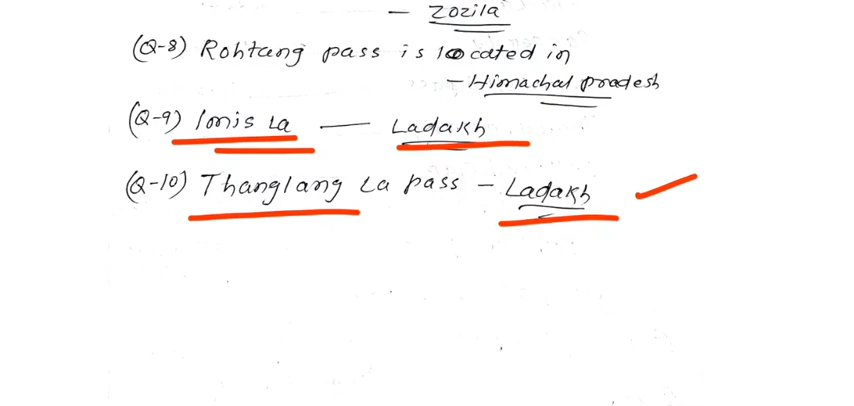 — Zozila
(Q-8) Rohtang pass is located in
— Himachal pradesh
(Q-9) Imis La — Ladakh
(Q-10) Thanglang La pass — Ladakh